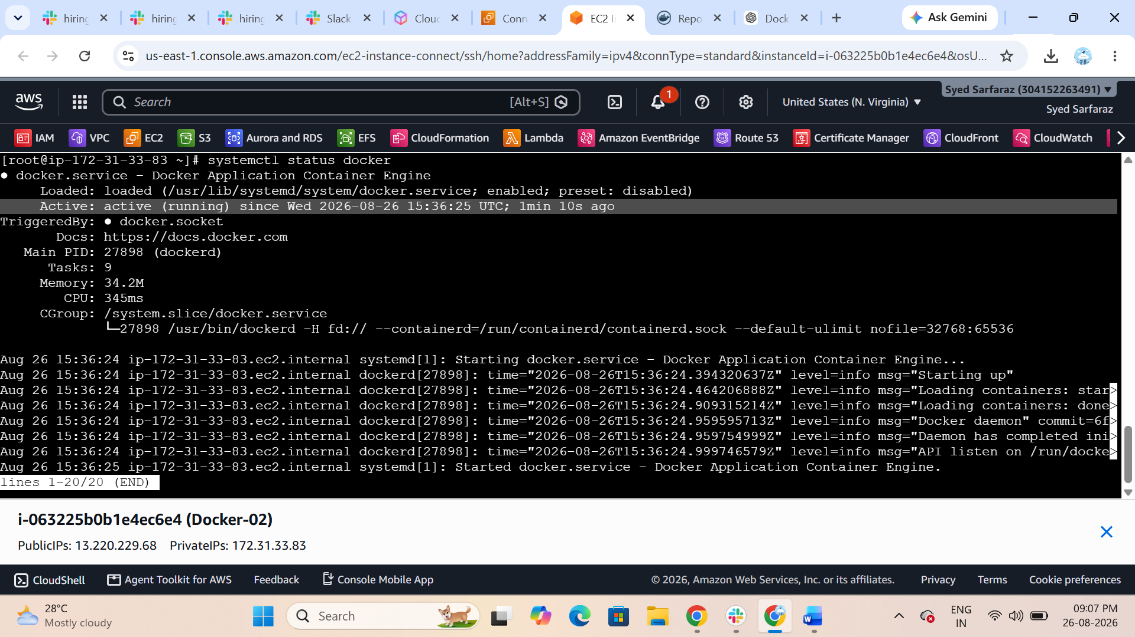 hiring
hiring
hiring
Slack
Clou
Conn
EC2 I
Repo
Dock
Ask Gemini
us-east-1.console.aws.amazon.com/ec2-instance-connect/ssh/home?addressFamily=ipv4&connType=standard&instanceId=i-063225b0b1e4ec6e4&osU...
aws
Search
[Alt+S]
1
United States (N. Virginia) ▼
Syed Sarfaraz (304152263491) ▼
Syed Sarfaraz
IAM
VPC
EC2
S3
Aurora and RDS
EFS
CloudFormation
Lambda
Amazon EventBridge
Route 53
Certificate Manager
CloudFront
CloudWatch
[root@ip-172-31-33-83 ~]# systemctl status docker
● docker.service - Docker Application Container Engine
Loaded: loaded (/usr/lib/systemd/system/docker.service; enabled; preset: disabled)
Active: active (running) since Wed 2026-08-26 15:36:25 UTC; 1min 10s ago
TriggeredBy: ● docker.socket
Docs: https://docs.docker.com
Main PID: 27898 (dockerd)
Tasks: 9
Memory: 34.2M
CPU: 345ms
CGroup: /system.slice/docker.service
└─27898 /usr/bin/dockerd -H fd:// --containerd=/run/containerd/containerd.sock --default-ulimit nofile=32768:65536
Aug 26 15:36:24 ip-172-31-33-83.ec2.internal systemd[1]: Starting docker.service - Docker Application Container Engine...
Aug 26 15:36:24 ip-172-31-33-83.ec2.internal dockerd[27898]: time="2026-08-26T15:36:24.394320637Z" level=info msg="Starting up"
Aug 26 15:36:24 ip-172-31-33-83.ec2.internal dockerd[27898]: time="2026-08-26T15:36:24.464206888Z" level=info msg="Loading containers: star>
Aug 26 15:36:24 ip-172-31-33-83.ec2.internal dockerd[27898]: time="2026-08-26T15:36:24.909315214Z" level=info msg="Loading containers: done>
Aug 26 15:36:24 ip-172-31-33-83.ec2.internal dockerd[27898]: time="2026-08-26T15:36:24.959595713Z" level=info msg="Docker daemon" commit=6f>
Aug 26 15:36:24 ip-172-31-33-83.ec2.internal dockerd[27898]: time="2026-08-26T15:36:24.959754999Z" level=info msg="Daemon has completed ini>
Aug 26 15:36:24 ip-172-31-33-83.ec2.internal dockerd[27898]: time="2026-08-26T15:36:24.999746579Z" level=info msg="API listen on /run/docke>
Aug 26 15:36:25 ip-172-31-33-83.ec2.internal systemd[1]: Started docker.service - Docker Application Container Engine.
lines 1-20/20 (END)
i-063225b0b1e4ec6e4 (Docker-02)
PublicIPs: 13.220.229.68 PrivateIPs: 172.31.33.83
CloudShell
Agent Toolkit for AWS
Feedback
Console Mobile App
© 2026, Amazon Web Services, Inc. or its affiliates.
Privacy
Terms
Cookie preferences
28°C
Mostly cloudy
Search
ENG
IN
09:07 PM
26-08-2026